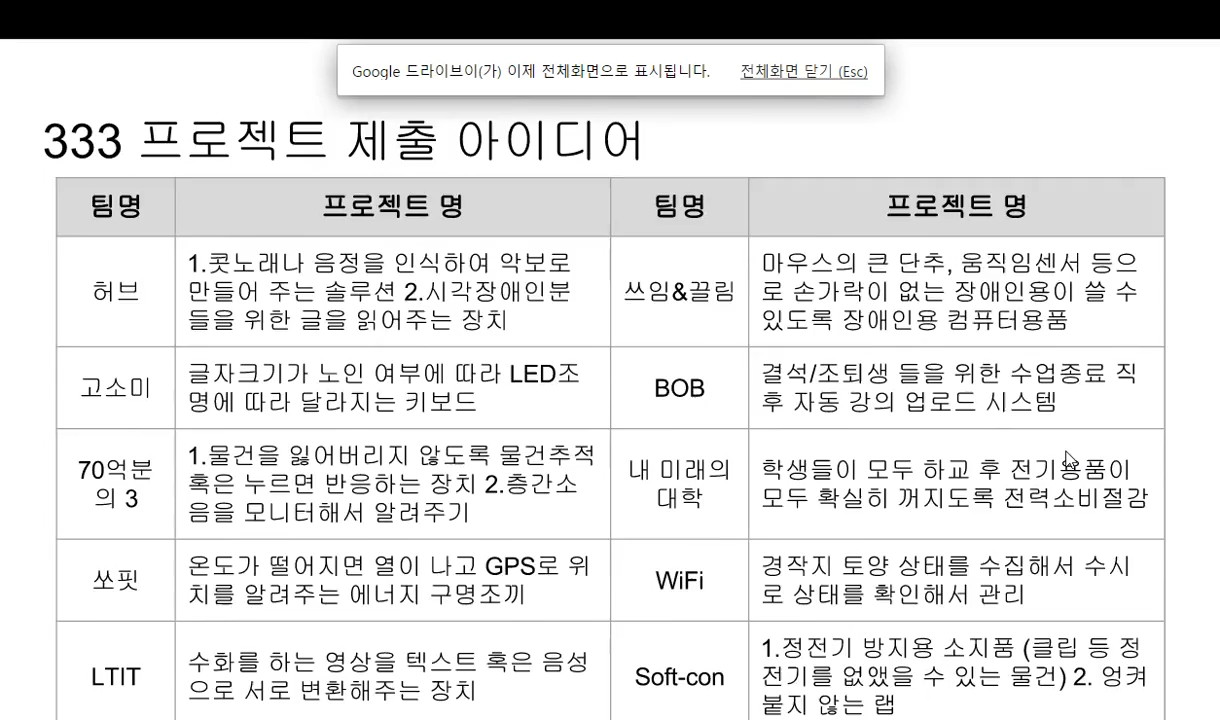 Google 드라이브이(가) 이제 전체화면으로 표시됩니다. 전체화면 닫기 (Esc)
333 프로젝트 제출 아이디어
팀명 프로젝트 명 팀명 프로젝트 명
허브
1.콧노래나 음정을 인식하여 악보로
만들어 주는 솔루션 2.시각장애인분
들을 위한 글을 읽어주는 장치
쓰임&끌림
마우스의 큰 단추, 움직임센서 등으
로 손가락이 없는 장애인용이 쓸 수
있도록 장애인용 컴퓨터용품
고소미
글자크기가 노인 여부에 따라 LED조
명에 따라 달라지는 키보드
BOB
결석/조퇴생 들을 위한 수업종료 직
후 자동 강의 업로드 시스템
70억분
의 3
1.물건을 잃어버리지 않도록 물건추적
혹은 누르면 반응하는 장치 2.층간소
음을 모니터해서 알려주기
내 미래의
대학
학생들이 모두 하교 후 전기용품이
모두 확실히 꺼지도록 전력소비절감
쏘핏
온도가 떨어지면 열이 나고 GPS로 위
치를 알려주는 에너지 구명조끼
WiFi
경작지 토양 상태를 수집해서 수시
로 상태를 확인해서 관리
LTIT
수화를 하는 영상을 텍스트 혹은 음성
으로 서로 변환해주는 장치
Soft-con
1.정전기 방지용 소지품 (클립 등 정
전기를 없앴을 수 있는 물건) 2. 엉켜
붙지 않는 랩